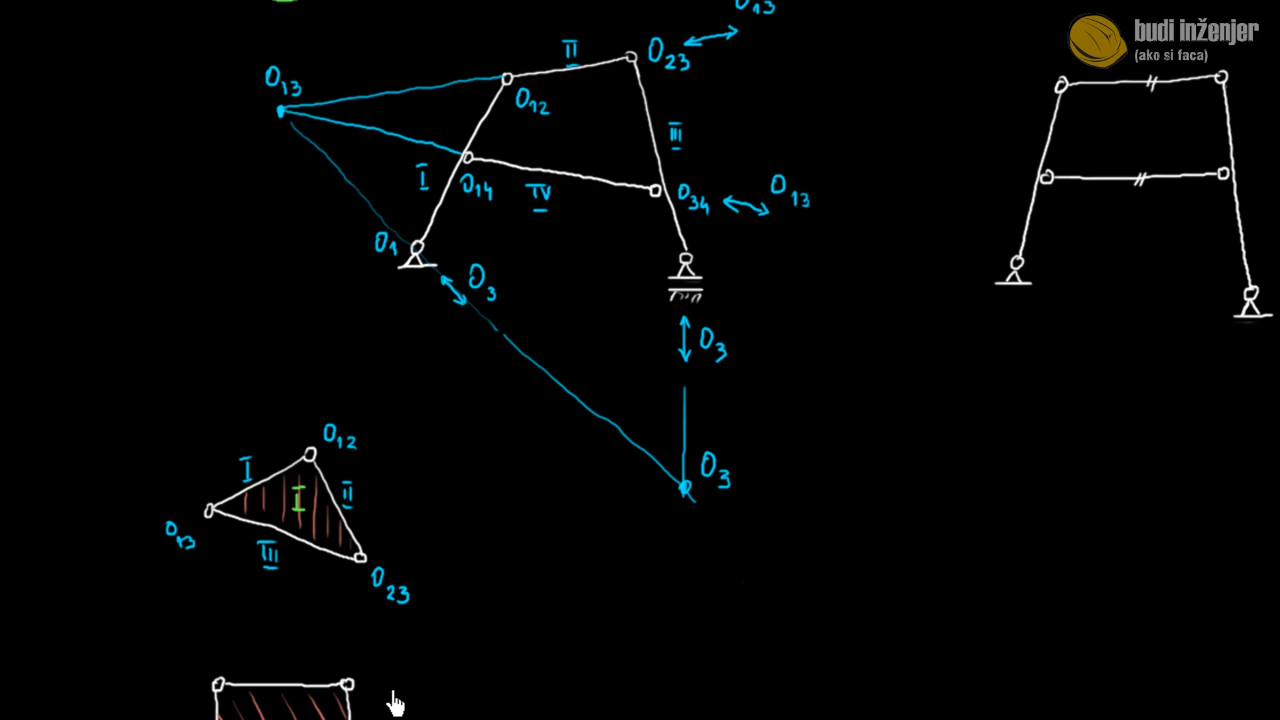 O13
budi inženjer
(ako si faca)
II
O23
O13
O12
III
I
O14
IV
O34
O13
O1
O3
O3
O3
O12
I
I
II
O13
III
O23